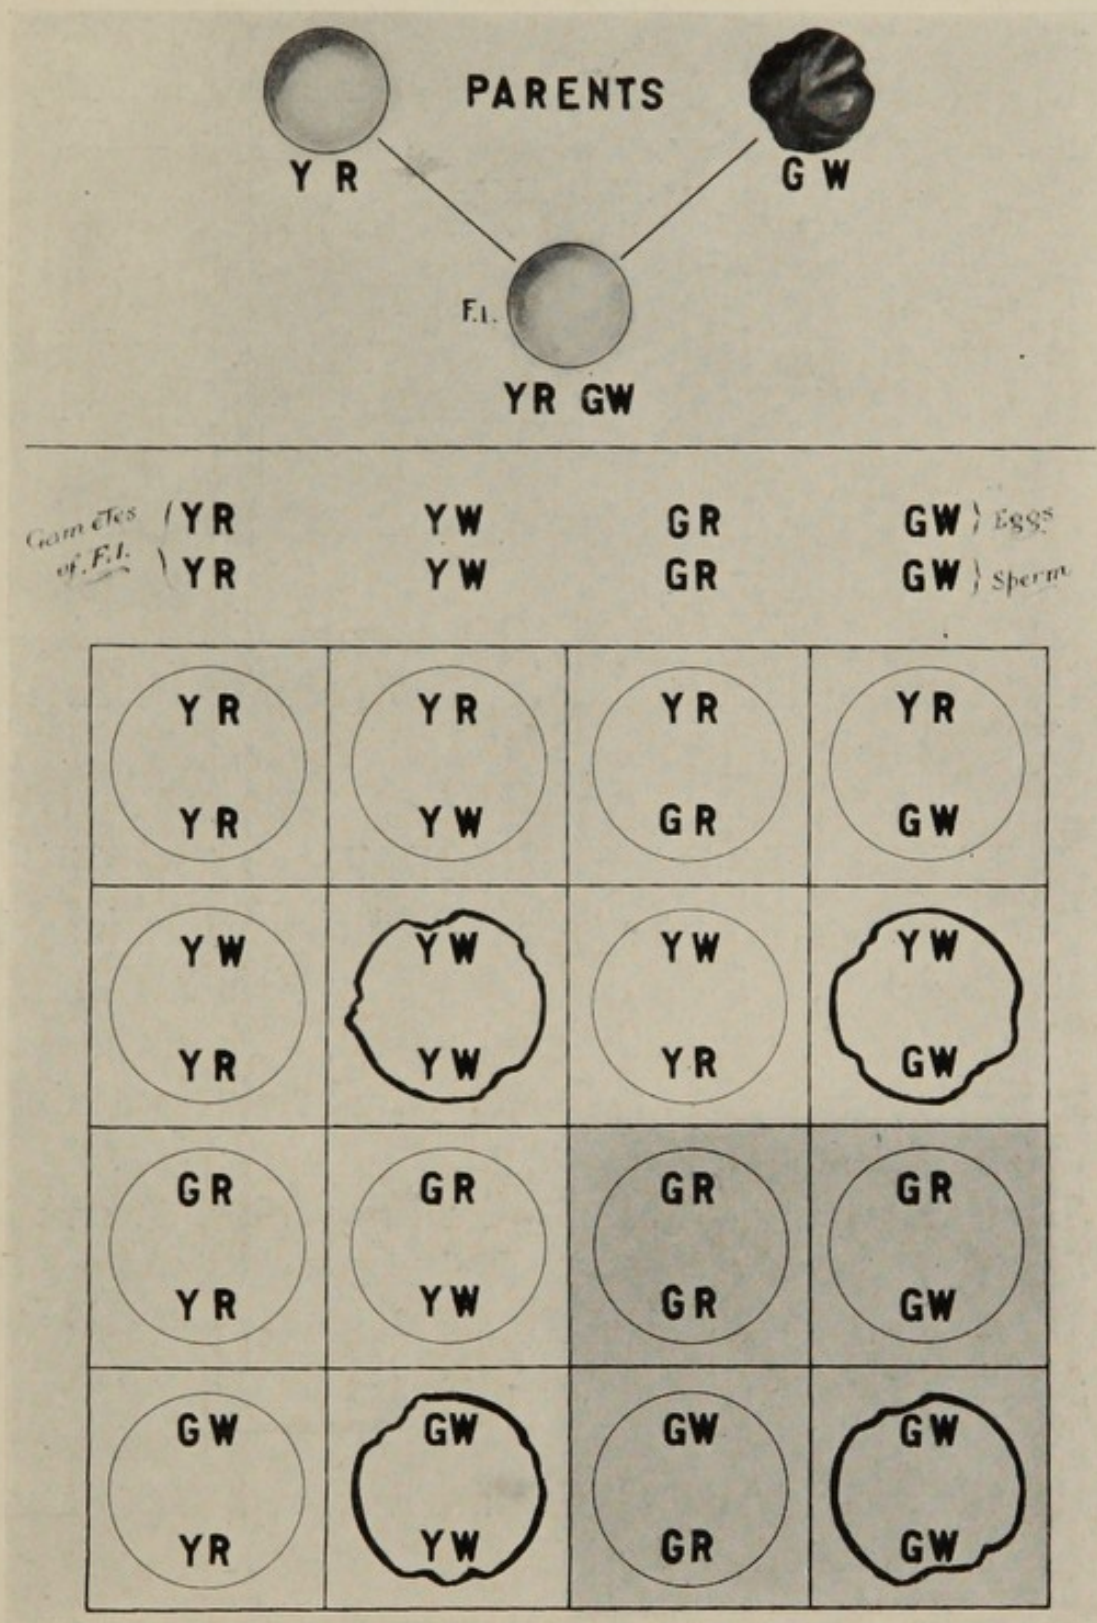 PARENTS
Y R
G W
F.1.
YR GW
Gametes of F.1.
YR YW GR GW Eggs
YR YW GR GW Sperm
YR YR YR YR
YR YW GR GW
YW YW YW YW
YR YW YR GW
GR GR GR GR
YR YW GR GW
GW GW GW GW
YR YW GR GW